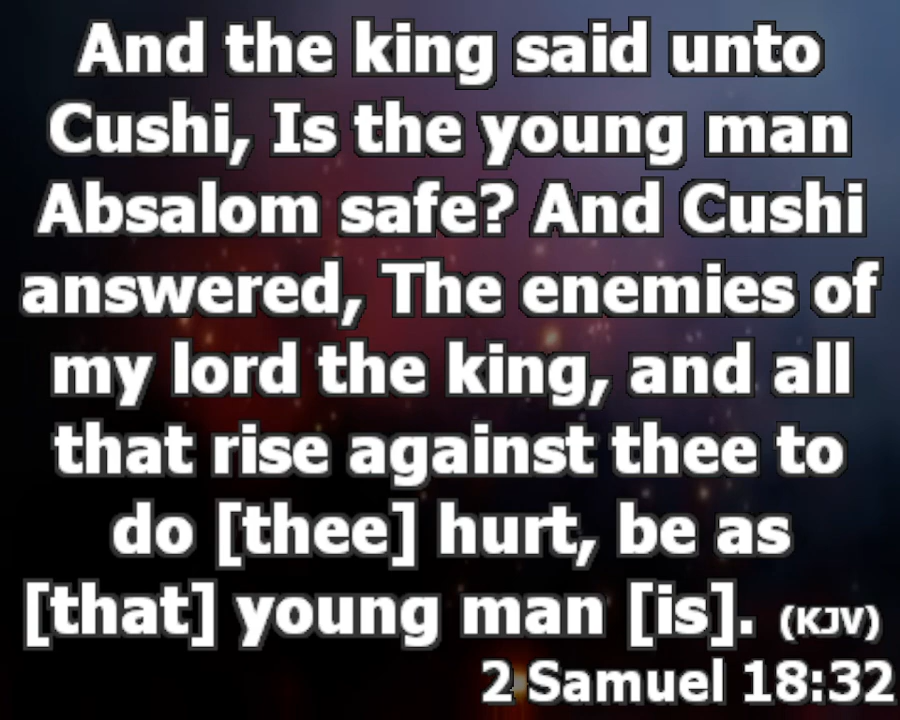 And the king said unto
Cushi, Is the young man
Absalom safe? And Cushi
answered, The enemies of
my lord the king, and all
that rise against thee to
do [thee] hurt, be as
[that] young man [is]. (KJV)
2 Samuel 18:32